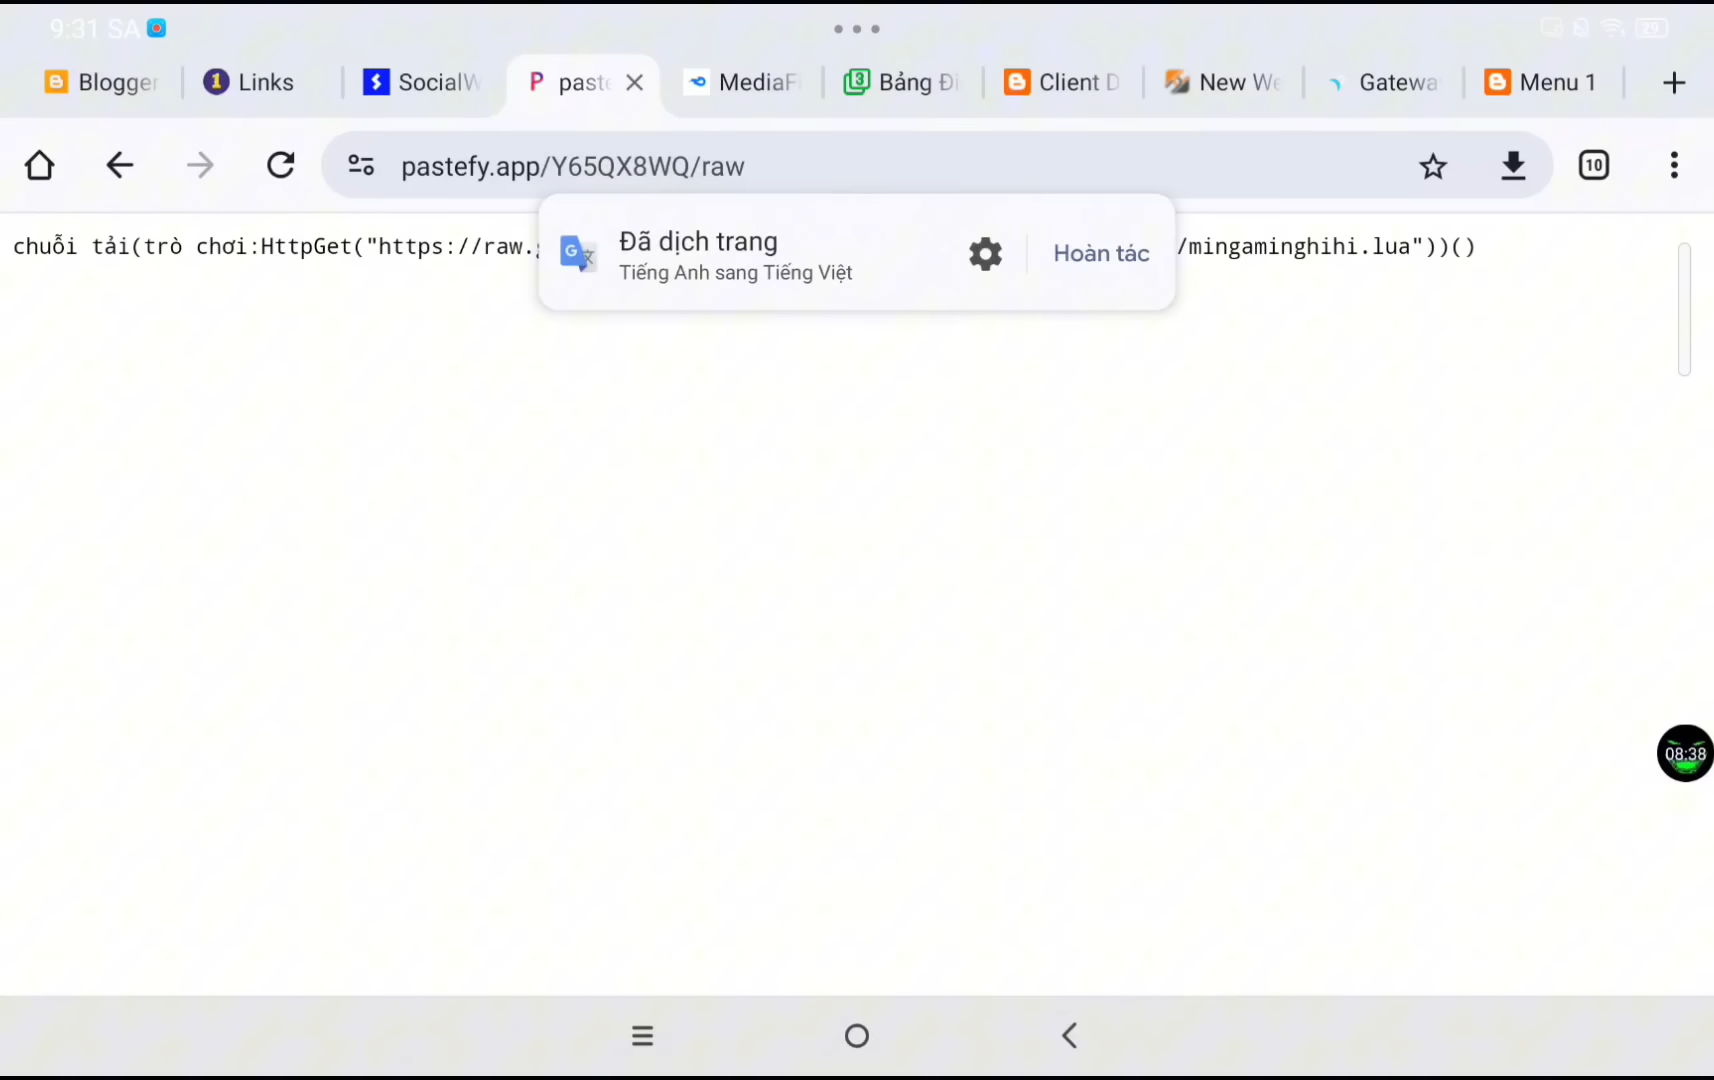 9:31 SA
29
Blogger
Links
SocialW
paste
MediaFi
Bảng Đi
Client D
New We
Gatewa
Menu 1
pastefy.app/Y65QX8WQ/raw
10
Đã dịch trang
Tiếng Anh sang Tiếng Việt
Hoàn tác
chuỗi tải(trò chơi:HttpGet("https://raw. /mingaminghihi.lua"))()
08:38